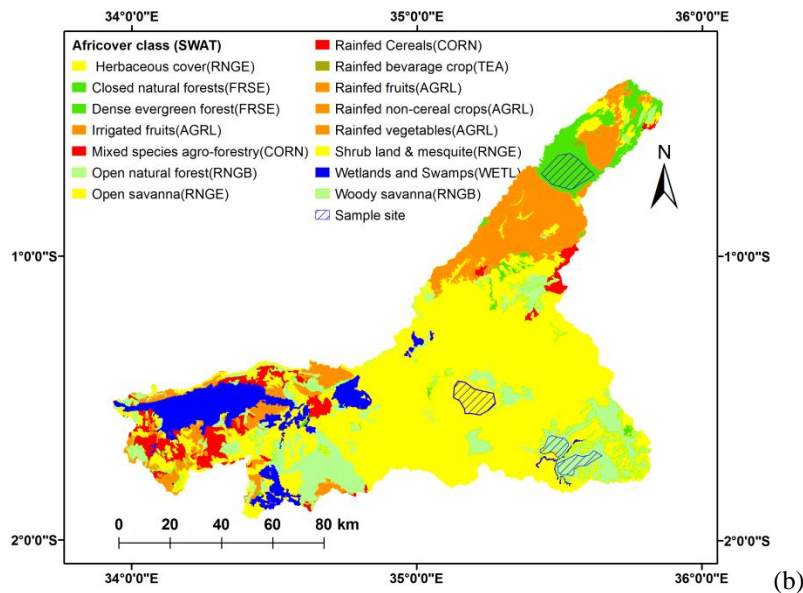 34°0'0"E 35°0'0"E 36°0'0"E
Africover class (SWAT)
Herbaceous cover(RNGE)
Closed natural forests(FRSE)
Dense evergreen forest(FRSE)
Irrigated fruits(AGRL)
Mixed species agro-forestry(CORN)
Open natural forest(RNGB)
Open savanna(RNGE)
Rainfed Cereals(CORN)
Rainfed bevarage crop(TEA)
Rainfed fruits(AGRL)
Rainfed non-cereal crops(AGRL)
Rainfed vegetables(AGRL)
Shrub land & mesquite(RNGE)
Wetlands and Swamps(WETL)
Woody savanna(RNGB)
Sample site
N
1°0'0"S 1°0'0"S
0 20 40 60 80 km
2°0'0"S 2°0'0"S
34°0'0"E 35°0'0"E 36°0'0"E
(b)